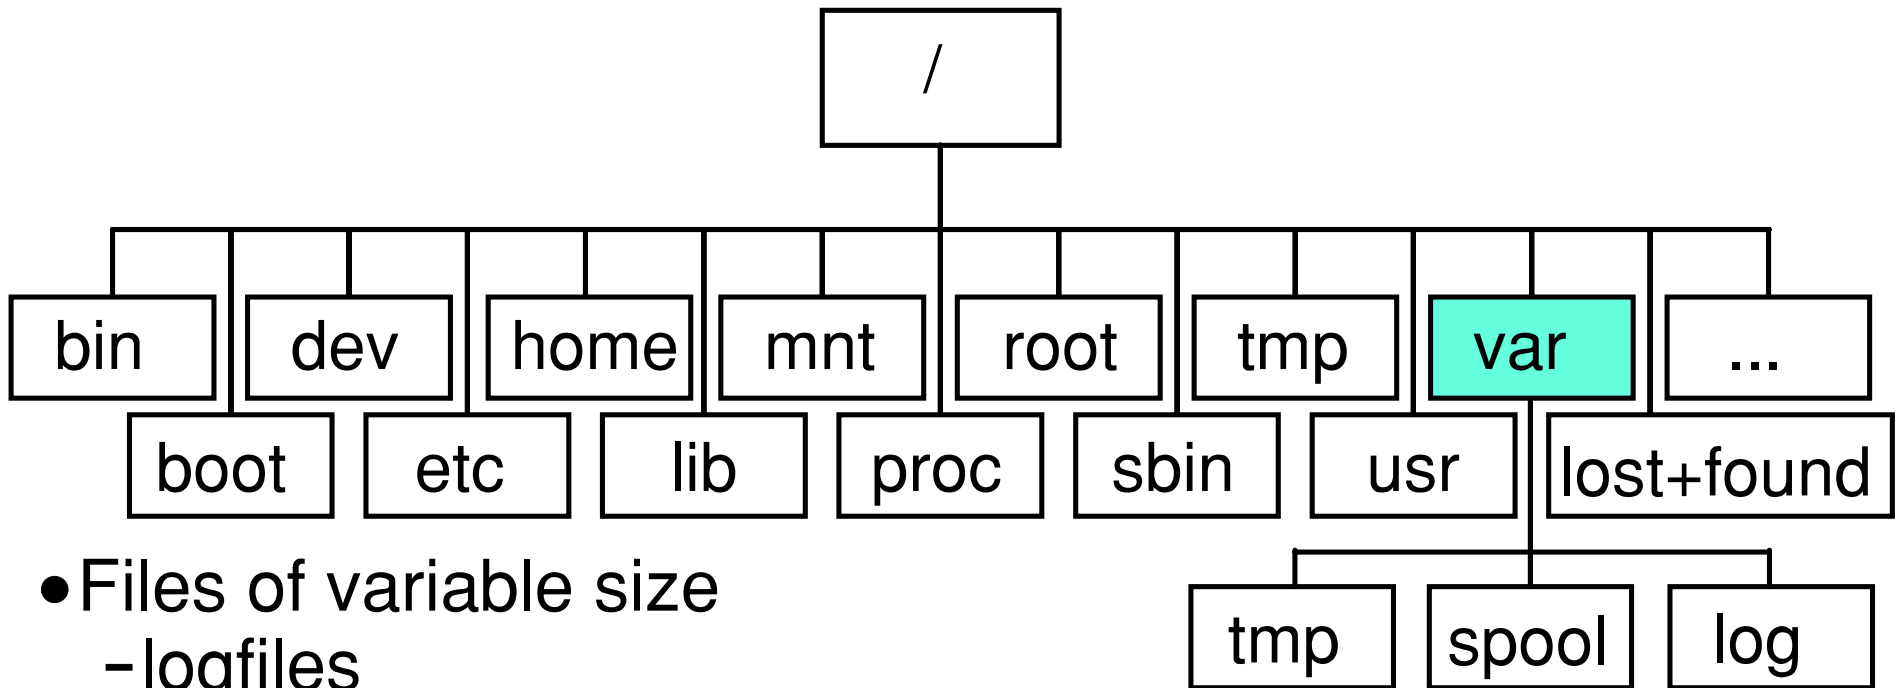 /
bin dev home mnt root tmp var ...
boot etc lib proc sbin usr lost+found
•Files of variable size
–logfiles
tmp spool log